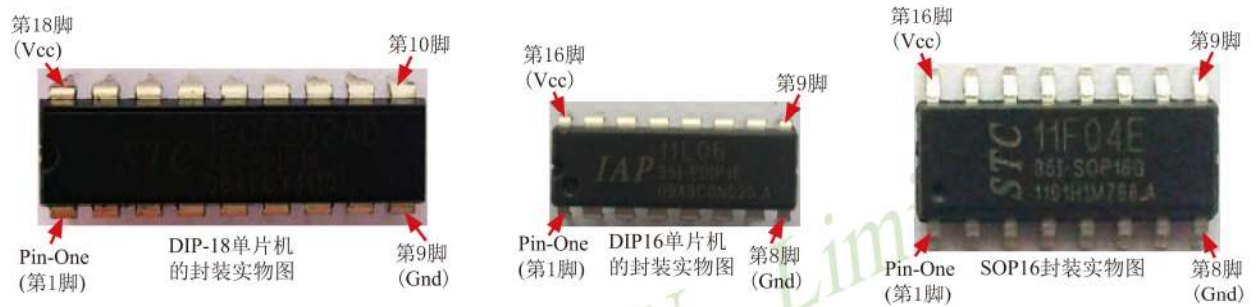 第18脚
(Vcc)
第10脚
STC
Pin-One
(第1脚)
DIP-18单片机
的封装实物图
第9脚
(Gnd)
第16脚
(Vcc)
第9脚
IAP
11L06
35I-PDIP16
Pin-One
(第1脚)
DIP16单片机
的封装实物图
第8脚
(Gnd)
第16脚
(Vcc)
第9脚
STC
11F04E
35I-SOP16G
Pin-One
(第1脚)
SOP16封装实物图
第8脚
(Gnd)